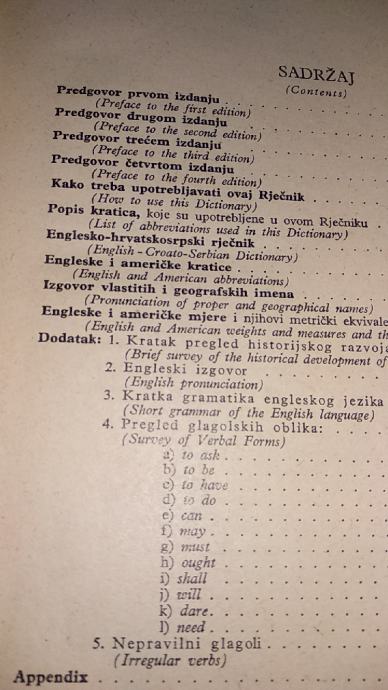 SADRŽAJ
(Contents)
Predgovor prvom izdanju . . . . . . . .
(Preface to the first edition)
Predgovor drugom izdanju . . . . . . . .
(Preface to the second edition)
Predgovor trećem izdanju . . . . . . . .
(Preface to the third edition)
Predgovor četvrtom izdanju . . . . . . . .
(Preface to the fourth edition)
Kako treba upotrebljavati ovaj Rječnik . . . . .
(How to use this Dictionary)
Popis kratica, koje su upotrebljene u ovom Rječniku .
(List of abbreviations used in this Dictionary)
Englesko-hrvatskosrpski rječnik . . . . . . .
(English - Croato-Serbian Dictionary)
Engleske i američke kratice . . . . . . . .
(English and American abbreviations)
Izgovor vlastitih i geografskih imena . . . . .
(Pronunciation of proper and geographical names)
Engleske i američke mjere i njihovi metrički
(English and American weights and measures and
Dodatak: 1. Kratak pregled historijskog
(Brief survey of the historical development of
2. Engleski izgovor . . . . . . .
(English pronunciation)
3. Kratka gramatika engleskog jezika
(Short grammar of the English language)
4. Pregled glagolskih oblika: . . . .
(Survey of Verbal Forms)
a) to ask . . . . . . . .
b) to be . . . . . . . .
c) to have . . . . . . . .
d) to do . . . . . . . .
e) can . . . . . . . .
f) may . . . . . . . .
g) must . . . . . . . .
h) ought . . . . . . . .
i) shall . . . . . . . .
j) will . . . . . . . .
k) dare . . . . . . . .
l) need . . . . . . . .
5. Nepravilni glagoli . . . . . . .
(Irregular verbs)
Appendix . . . . . . . . . . . .